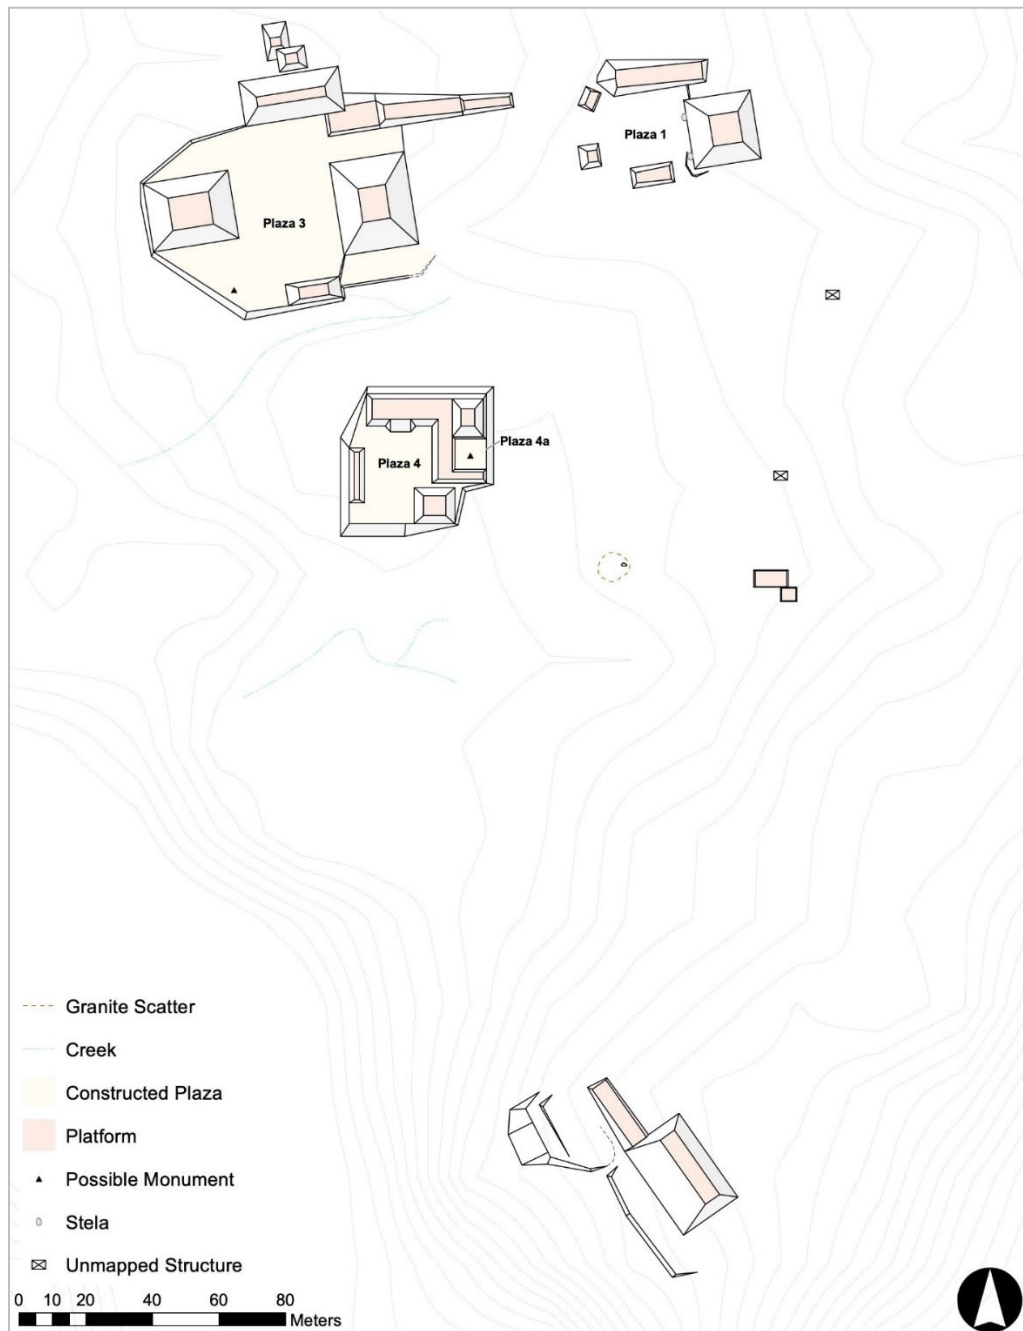 Plaza 1
Plaza 3
Plaza 4a
Plaza 4
Granite Scatter
Creek
Constructed Plaza
Platform
Possible Monument
Stela
Unmapped Structure
0 10 20 40 60 80
Meters